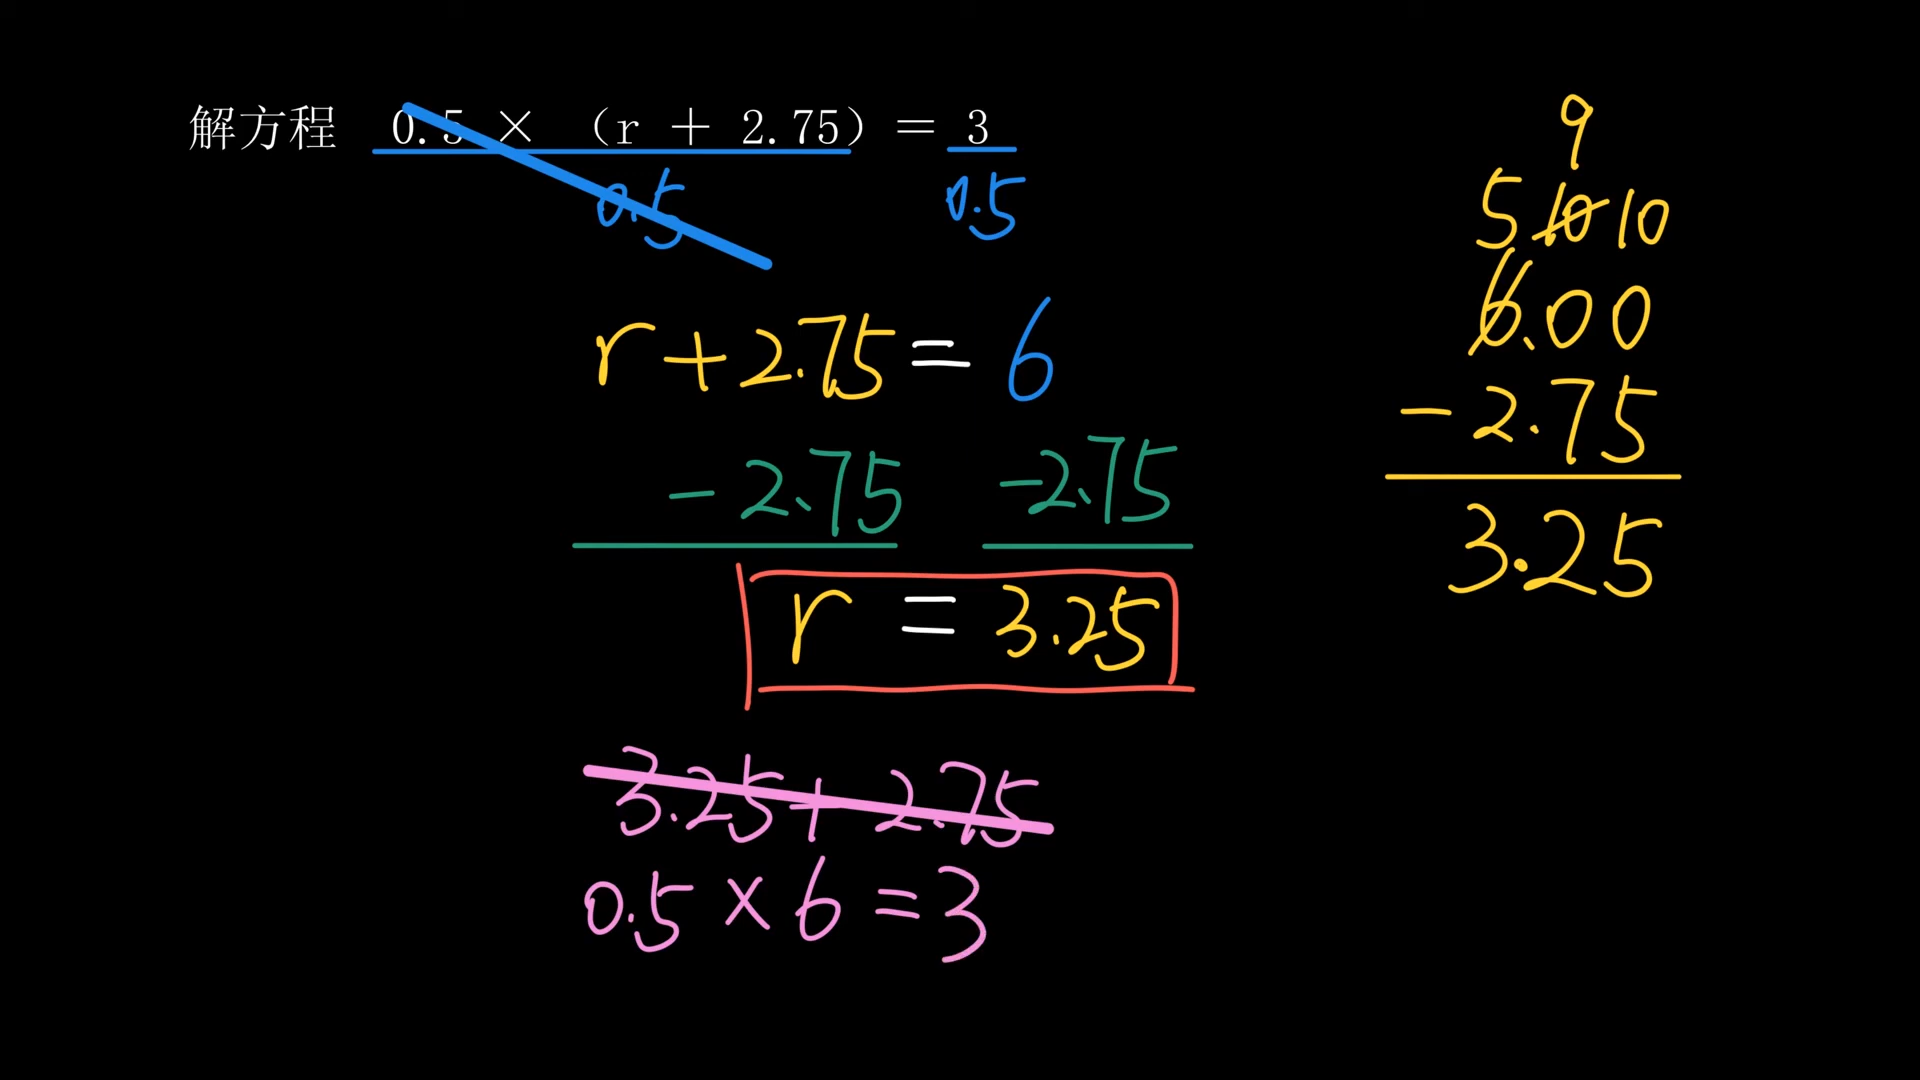 解方程 0.5 × （r + 2.75）= 3
0.5 0.5
r + 2.75 = 6
- 2.75 - 2.75
r = 3.25
3.25 + 2.75
0.5 × 6 = 3
9
5 10 10
6.00
- 2.75
3.25